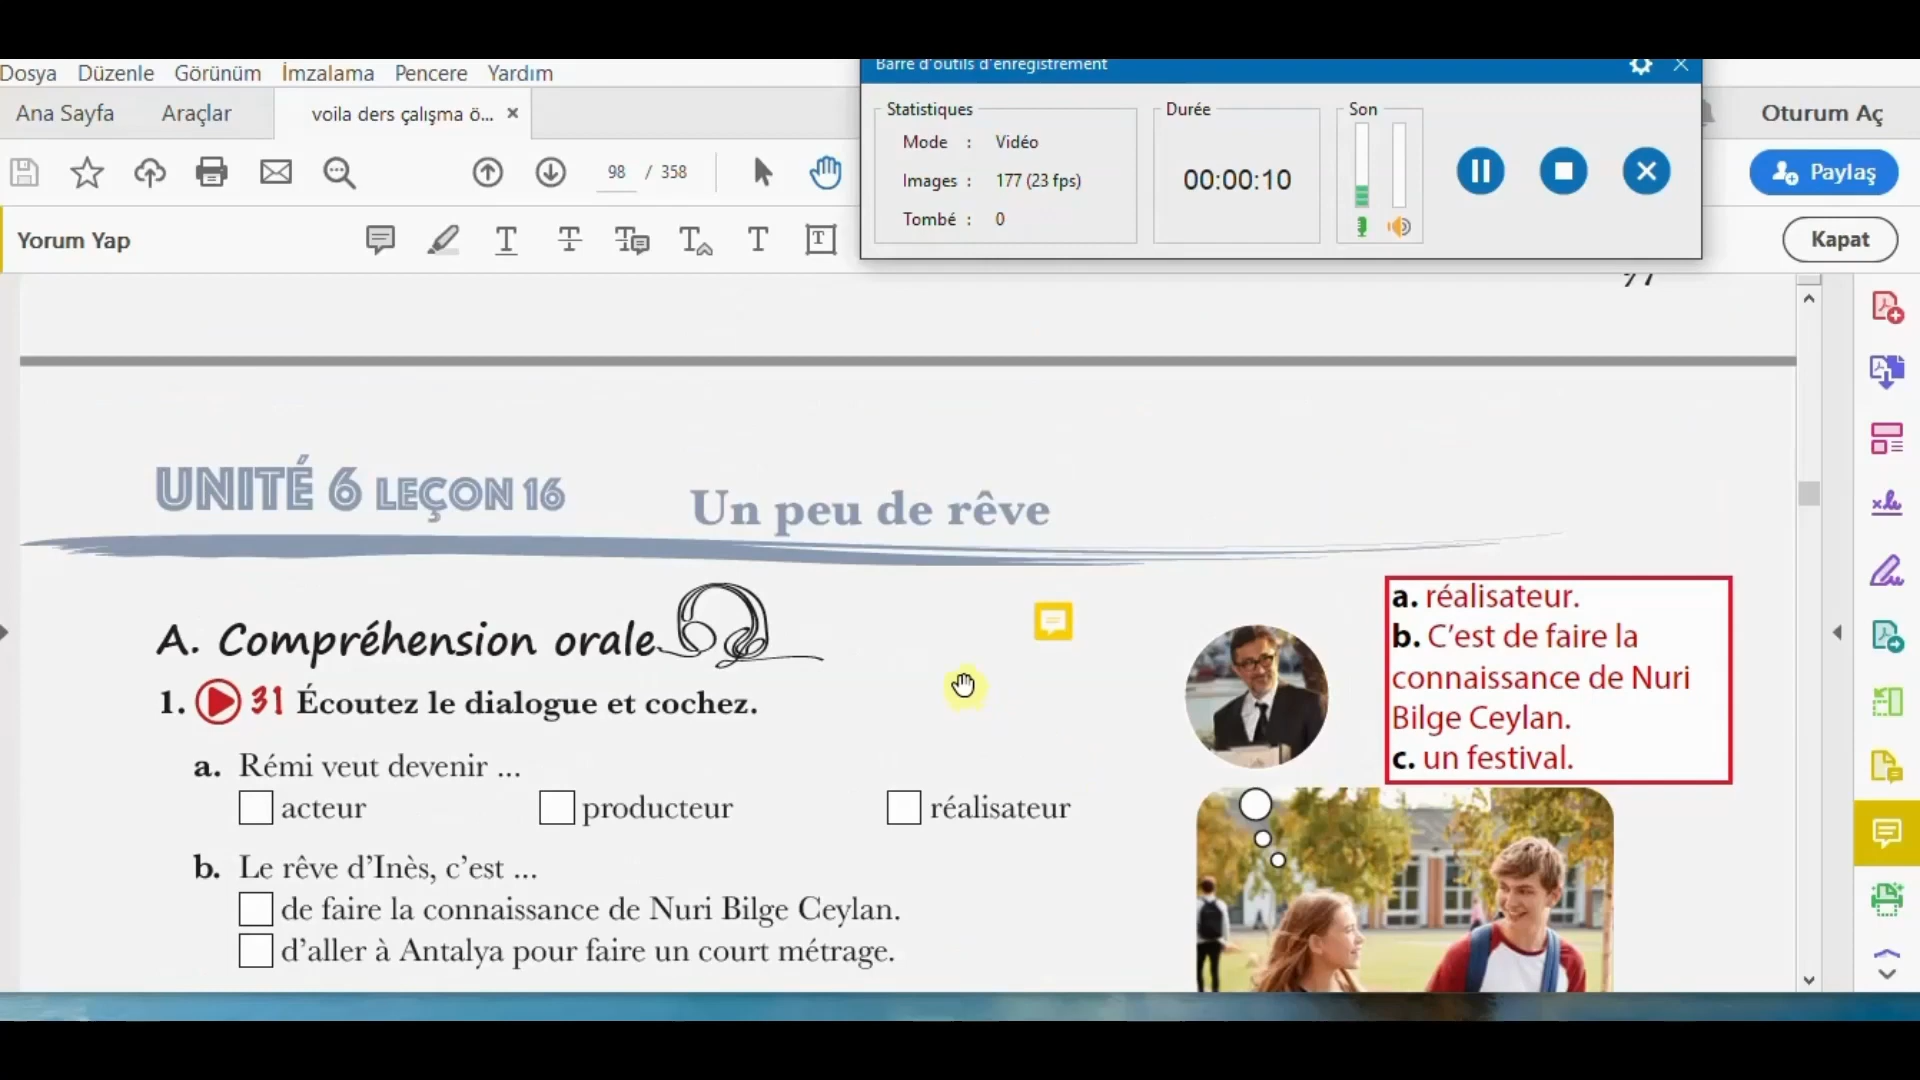 Dosya Düzenle Görünüm İmzalama Pencere Yardım
Barre d'outils d'enregistrement
Ana Sayfa Araçlar voila ders çalışma ö... Oturum Aç
Statistiques Durée Son
Mode : Vidéo
Images : 177 (23 fps)
Tombé : 0
00:00:10
98 / 358
Paylaş
Yorum Yap
Kapat
97
UNITÉ 6 LEÇON 16 Un peu de rêve
A. Compréhension orale
1. 31 Écoutez le dialogue et cochez.
a. Rémi veut devenir ...
acteur producteur réalisateur
b. Le rêve d'Inès, c'est ...
de faire la connaissance de Nuri Bilge Ceylan.
d'aller à Antalya pour faire un court métrage.
a. réalisateur.
b. C'est de faire la
connaissance de Nuri
Bilge Ceylan.
c. un festival.